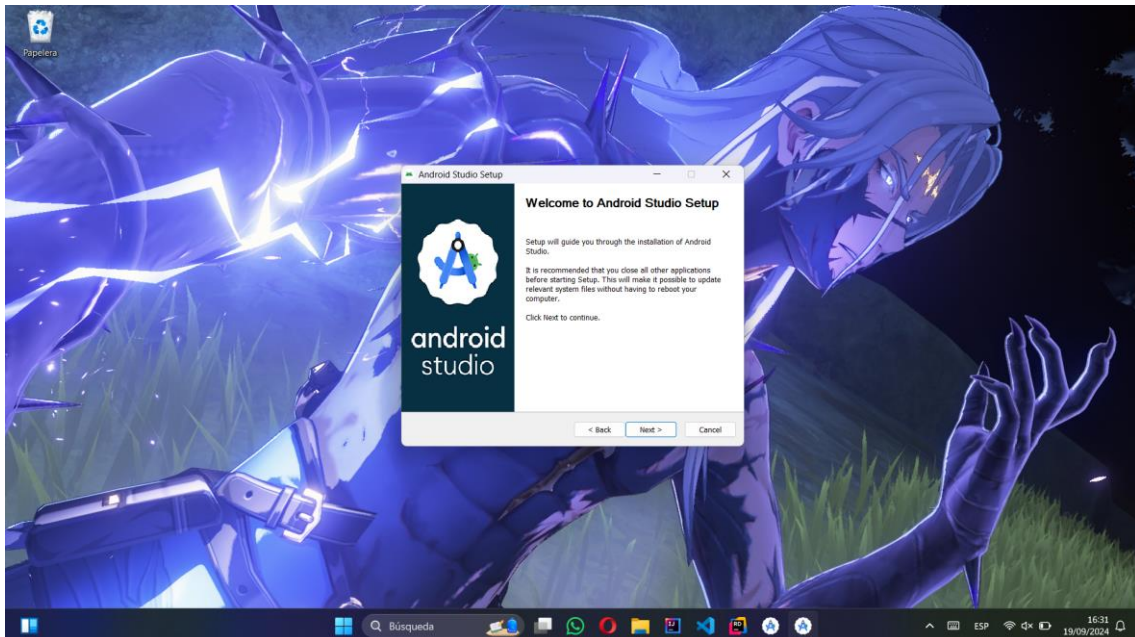 Papelera
Android Studio Setup
Welcome to Android Studio Setup
Setup will guide you through the installation of Android
Studio.
It is recommended that you close all other applications
before starting Setup. This will make it possible to update
relevant system files without having to reboot your
computer.
Click Next to continue.
android
studio
< Back
Next >
Cancel
Búsqueda
IJ
RD
ESP
16:31
19/09/2024